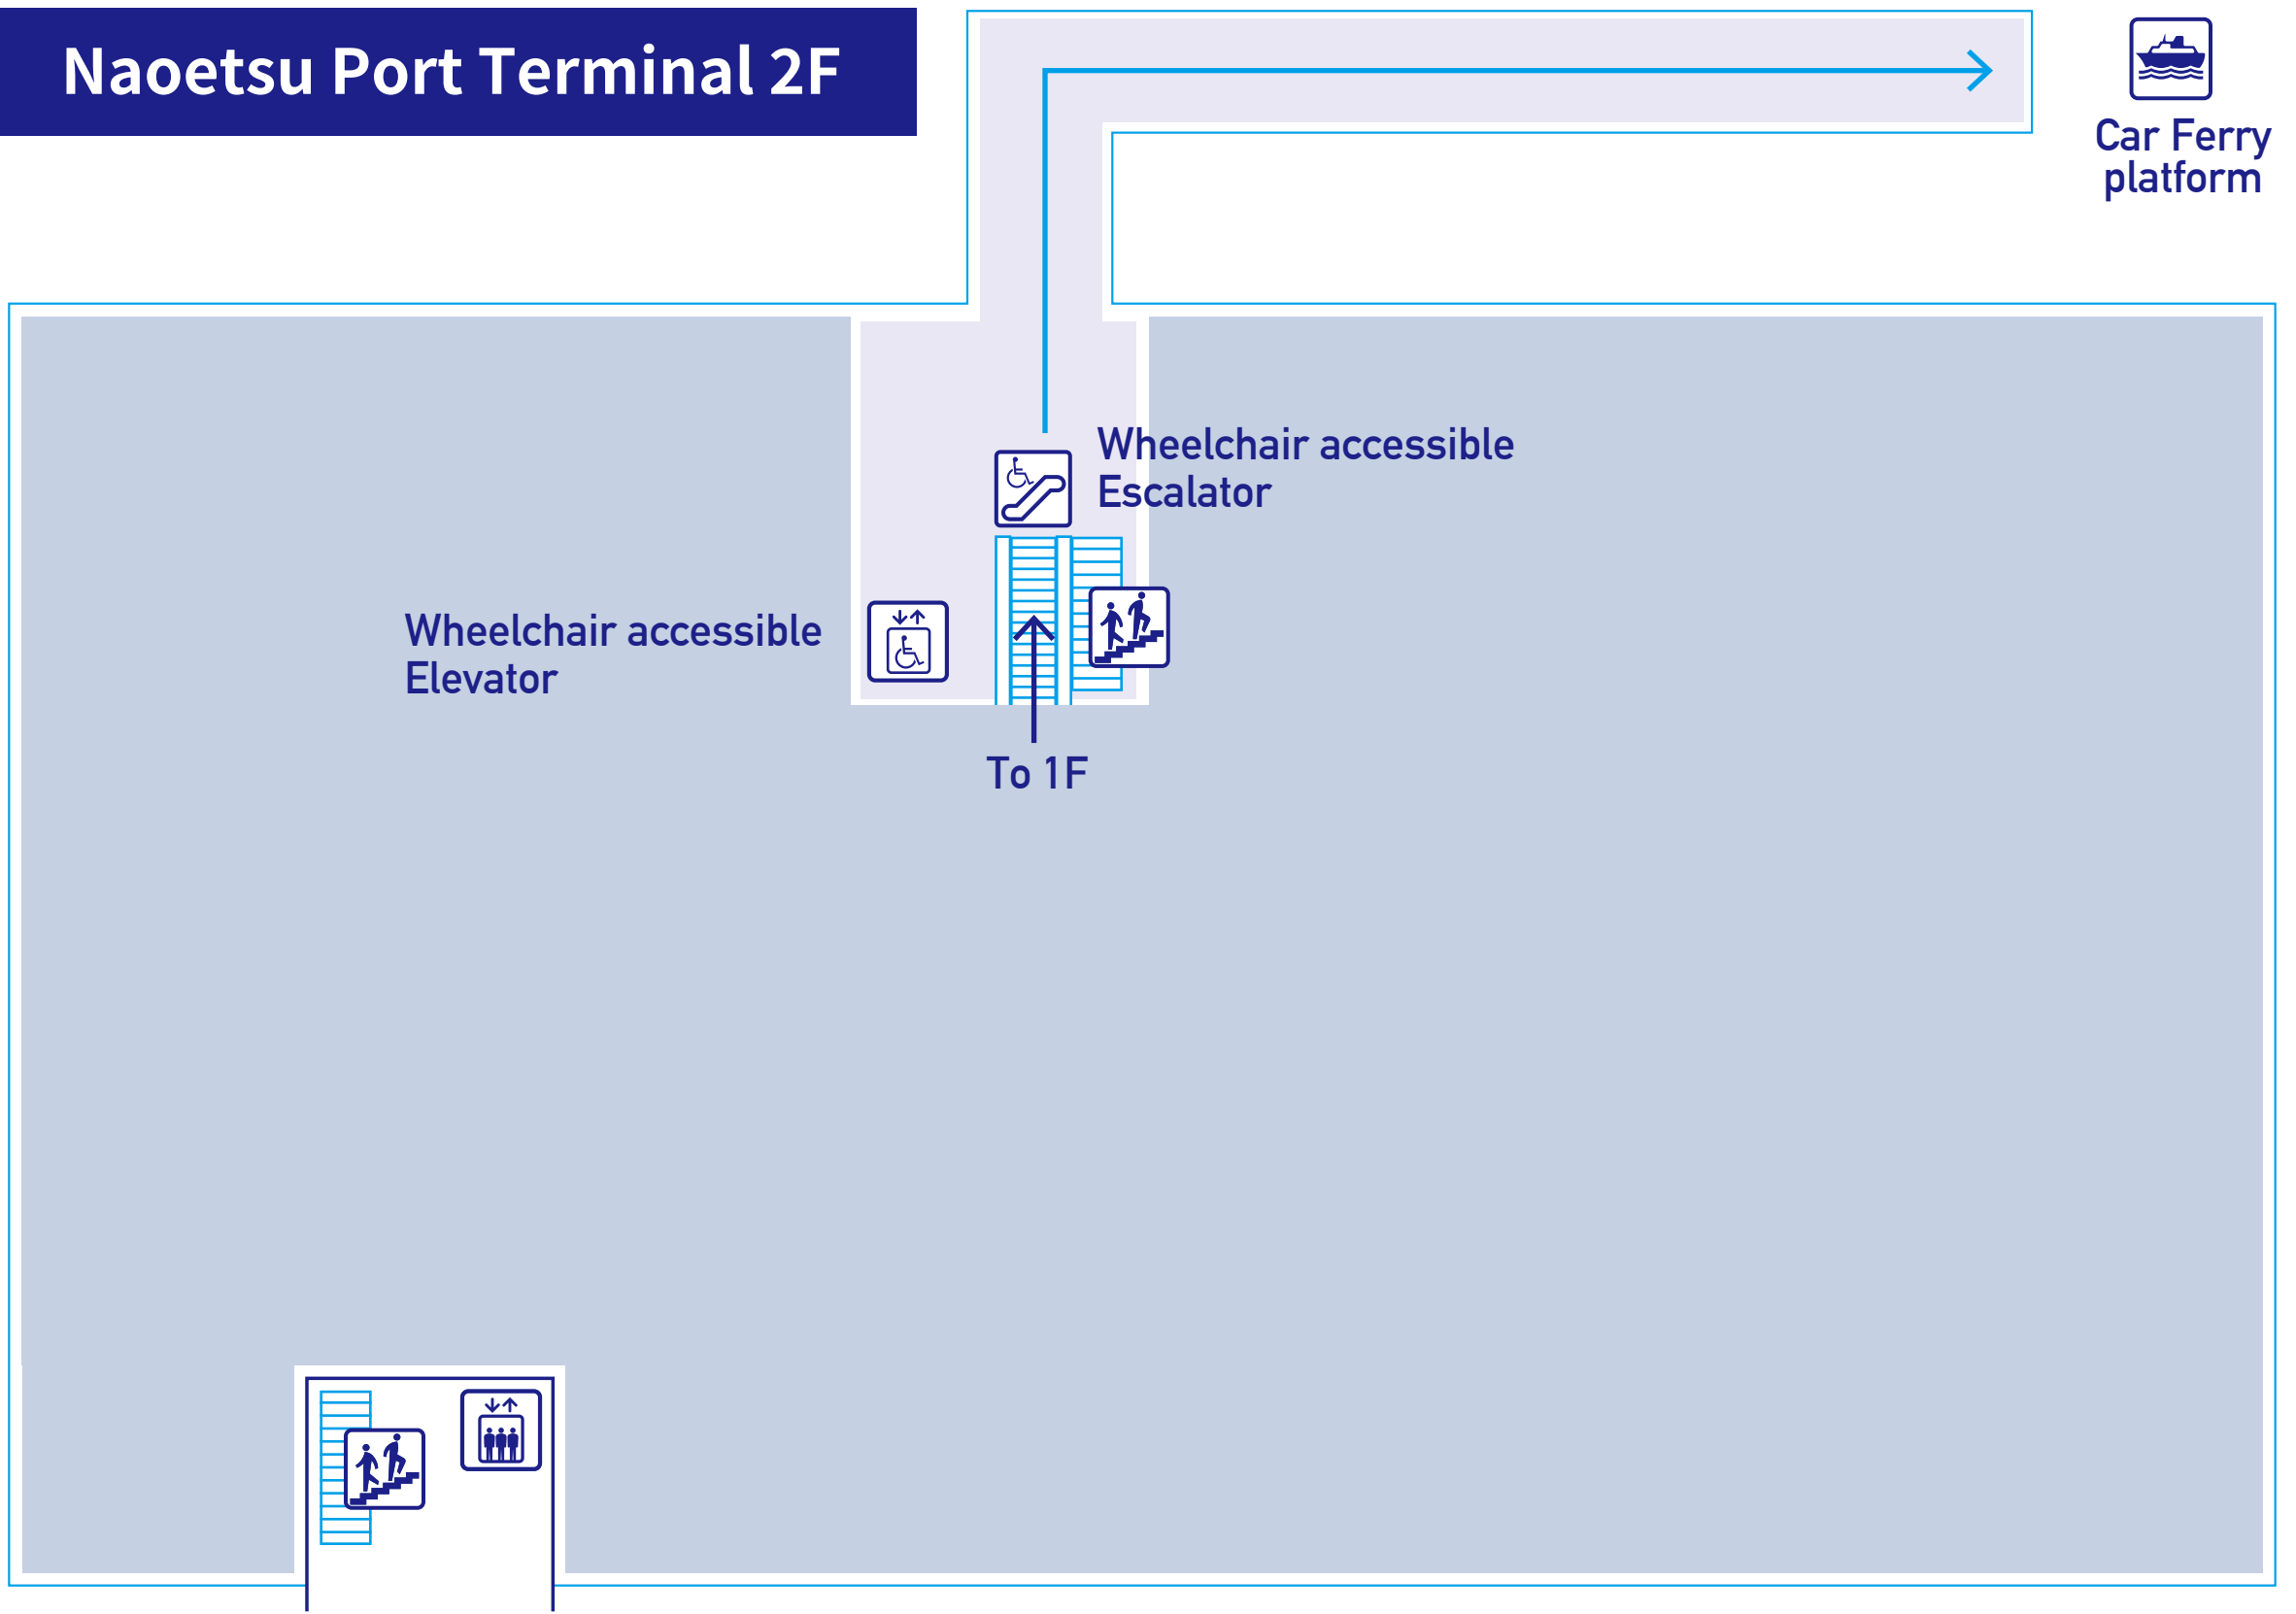 Naoetsu Port Terminal 2F
Car Ferry
platform
Wheelchair accessible
Escalator
Wheelchair accessible
Elevator
To 1F